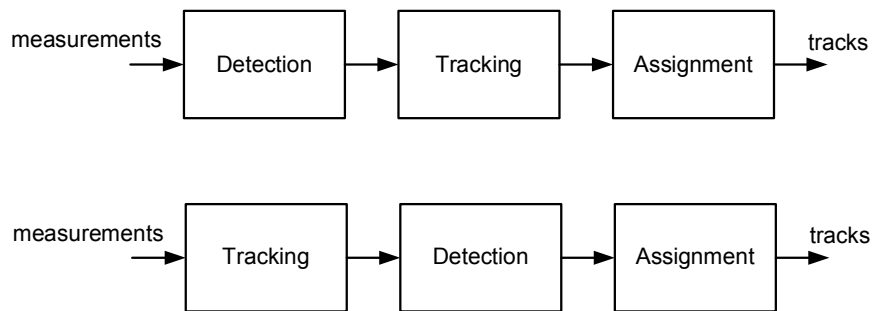 measurements
Detection
Tracking
Assignment
tracks
measurements
Tracking
Detection
Assignment
tracks